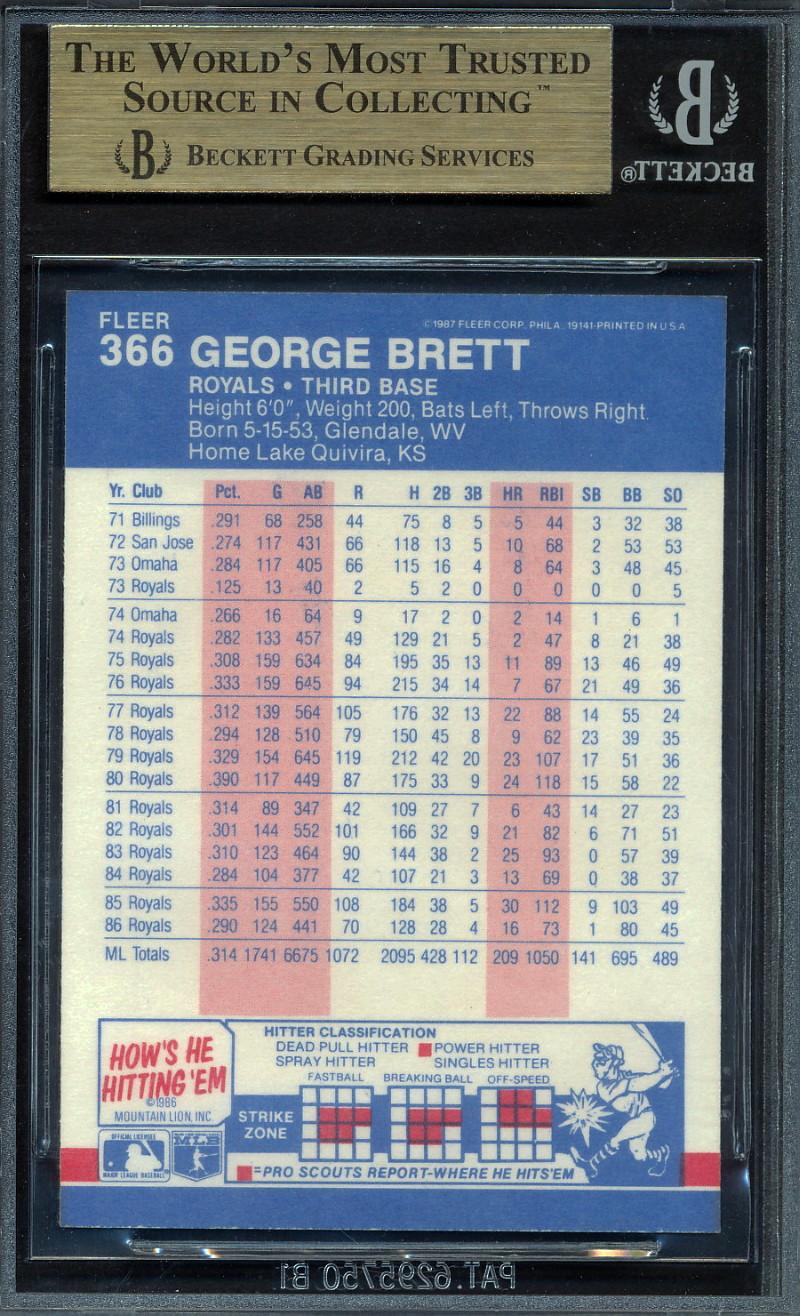 THE WORLD'S MOST TRUSTED
SOURCE IN COLLECTING™
B BECKETT GRADING SERVICES
B
BECKETT®
FLEER
©1987 FLEER CORP. PHILA. 19141-PRINTED IN U.S.A
366 GEORGE BRETT
ROYALS • THIRD BASE
Height 6'0", Weight 200, Bats Left, Throws Right.
Born 5-15-53, Glendale, WV
Home Lake Quivira, KS
Yr. Club Pct. G AB R H 2B 3B HR RBI SB BB SO
71 Billings .291 68 258 44 75 8 5 5 44 3 32 38
72 San Jose .274 117 431 66 118 13 5 10 68 2 53 53
73 Omaha .284 117 405 66 115 16 4 8 64 3 48 45
73 Royals .125 13 40 2 5 2 0 0 0 0 0 5
74 Omaha .266 16 64 9 17 2 0 2 14 1 6 1
74 Royals .282 133 457 49 129 21 5 2 47 8 21 38
75 Royals .308 159 634 84 195 35 13 11 89 13 46 49
76 Royals .333 159 645 94 215 34 14 7 67 21 49 36
77 Royals .312 139 564 105 176 32 13 22 88 14 55 24
78 Royals .294 128 510 79 150 45 8 9 62 23 39 35
79 Royals .329 154 645 119 212 42 20 23 107 17 51 36
80 Royals .390 117 449 87 175 33 9 24 118 15 58 22
81 Royals .314 89 347 42 109 27 7 6 43 14 27 23
82 Royals .301 144 552 101 166 32 9 21 82 6 71 51
83 Royals .310 123 464 90 144 38 2 25 93 0 57 39
84 Royals .284 104 377 42 107 21 3 13 69 0 38 37
85 Royals .335 155 550 108 184 38 5 30 112 9 103 49
86 Royals .290 124 441 70 128 28 4 16 73 1 80 45
ML Totals .314 1741 6675 1072 2095 428 112 209 1050 141 695 489
HOW'S HE
HITTING 'EM
©1986
MOUNTAIN LION, INC.
HITTER CLASSIFICATION
DEAD PULL HITTER POWER HITTER
SPRAY HITTER SINGLES HITTER
FASTBALL BREAKING BALL OFF-SPEED
STRIKE
ZONE
OFFICIAL LICENSEE
MAJOR LEAGUE BASEBALL
MLB
=PRO SCOUTS REPORT-WHERE HE HITS'EM
PAT.6295750 B1